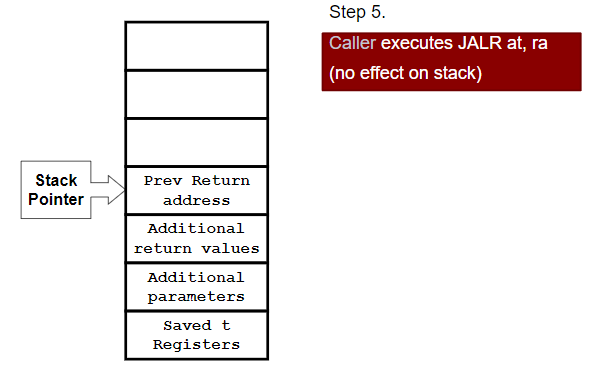 Step 5.
Caller executes JALR at, ra
(no effect on stack)
Stack
Pointer
Prev Return
address
Additional
return values
Additional
parameters
Saved t
Registers